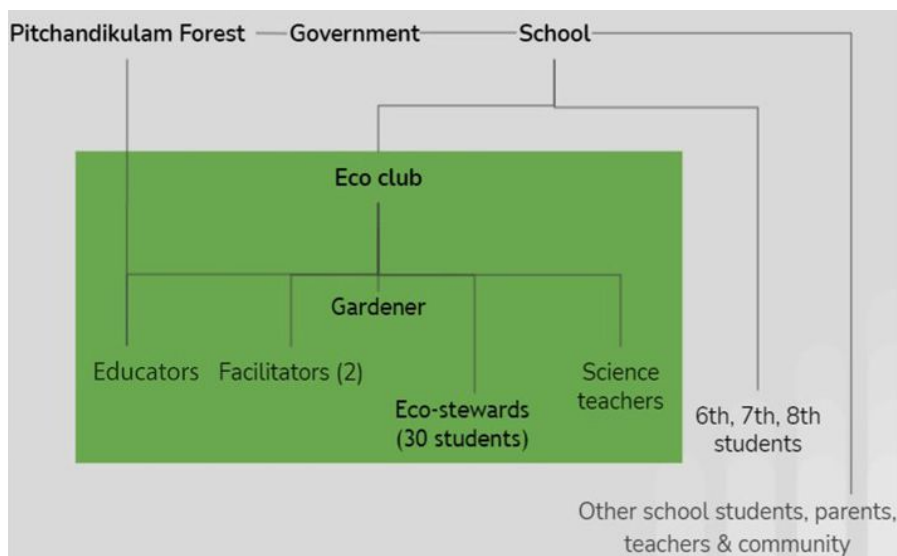 Pitchandikulam Forest Government School
Eco club
Gardener
Educators Facilitators (2)
Science
teachers
Eco-stewards
(30 students)
6th, 7th, 8th
students
Other school students, parents,
teachers & community